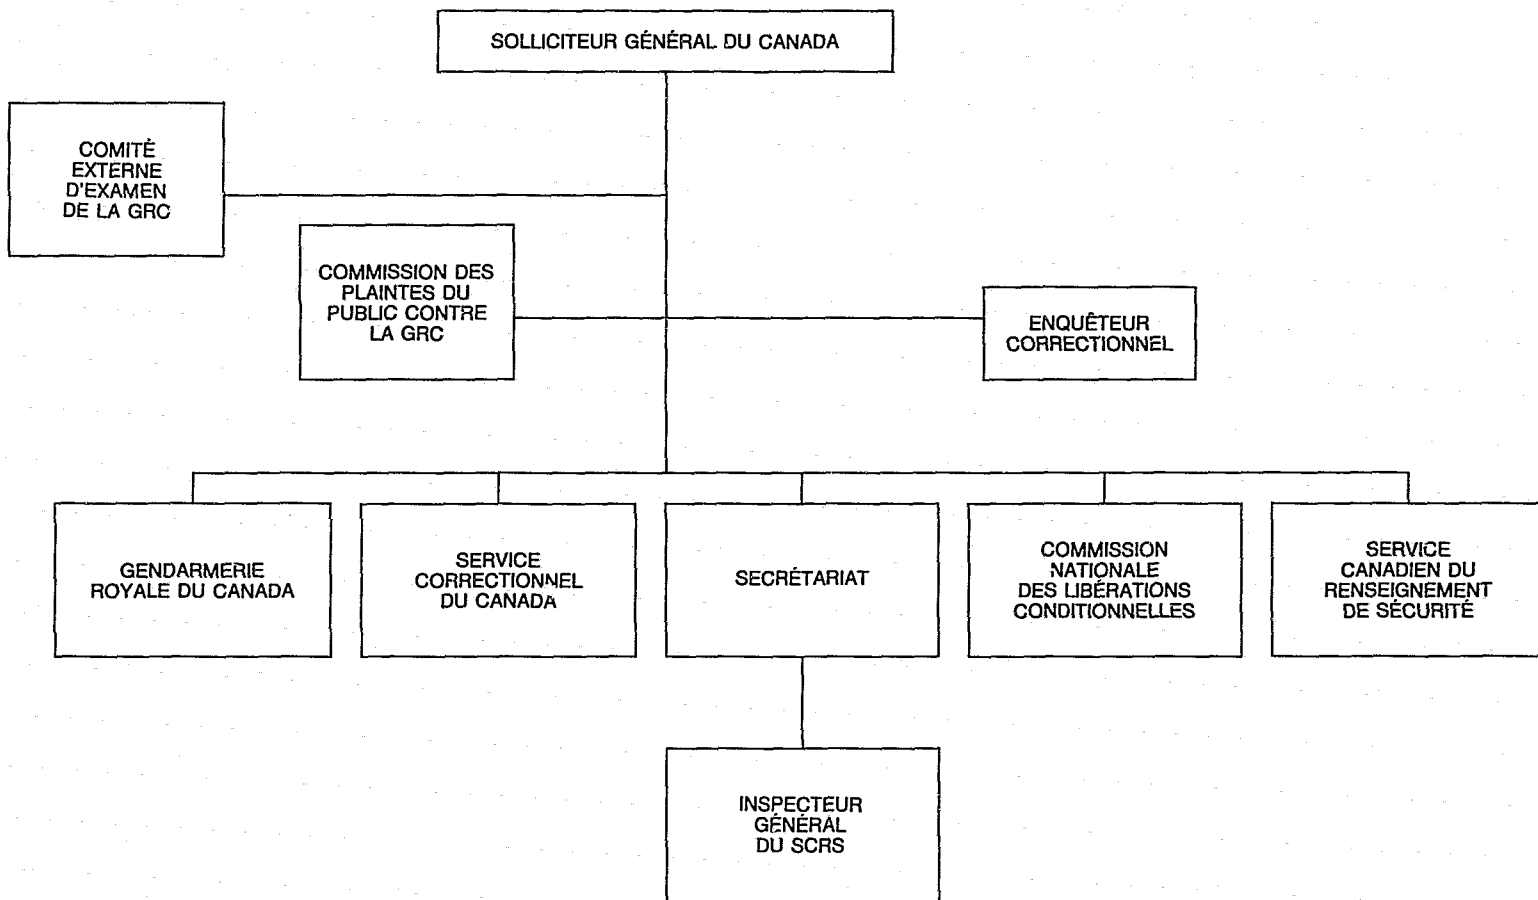 SOLLICITEUR GÉNÉRAL DU CANADA
COMITÉ
EXTERNE
D'EXAMEN
DE LA GRC
COMMISSION DES
PLAINTES DU
PUBLIC CONTRE
LA GRC
ENQUÊTEUR
CORRECTIONNEL
GENDARMERIE
ROYALE DU CANADA
SERVICE
CORRECTIONNEL
DU CANADA
SECRÉTARIAT
COMMISSION
NATIONALE
DES LIBÉRATIONS
CONDITIONNELLES
SERVICE
CANADIEN DU
RENSEIGNEMENT
DE SÉCURITÉ
INSPECTEUR
GÉNÉRAL
DU SCRS